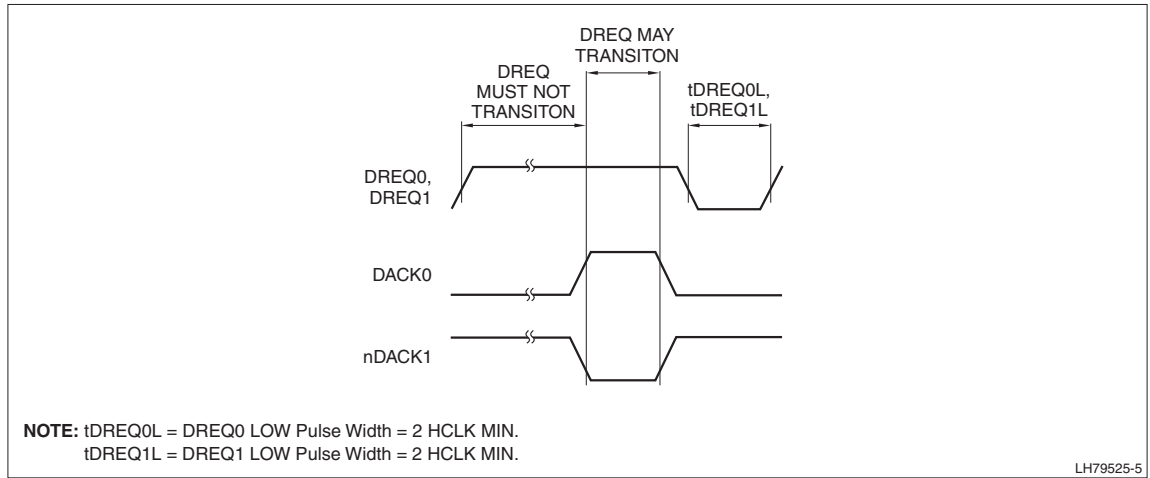 DREQ MAY
TRANSITON
DREQ
MUST NOT
TRANSITON
tDREQ0L,
tDREQ1L
DREQ0,
DREQ1
DACK0
nDACK1
NOTE: tDREQ0L = DREQ0 LOW Pulse Width = 2 HCLK MIN.
tDREQ1L = DREQ1 LOW Pulse Width = 2 HCLK MIN.
LH79525-5